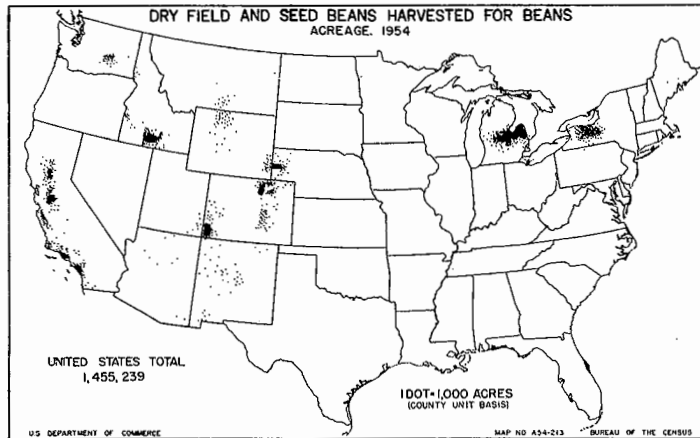 DRY FIELD AND SEED BEANS HARVESTED FOR BEANS
ACREAGE, 1954
UNITED STATES TOTAL
1,455,239
1 DOT=1,000 ACRES
(COUNTY UNIT BASIS)
U.S. DEPARTMENT OF COMMERCE
MAP NO A54-213
BUREAU OF THE CENSUS